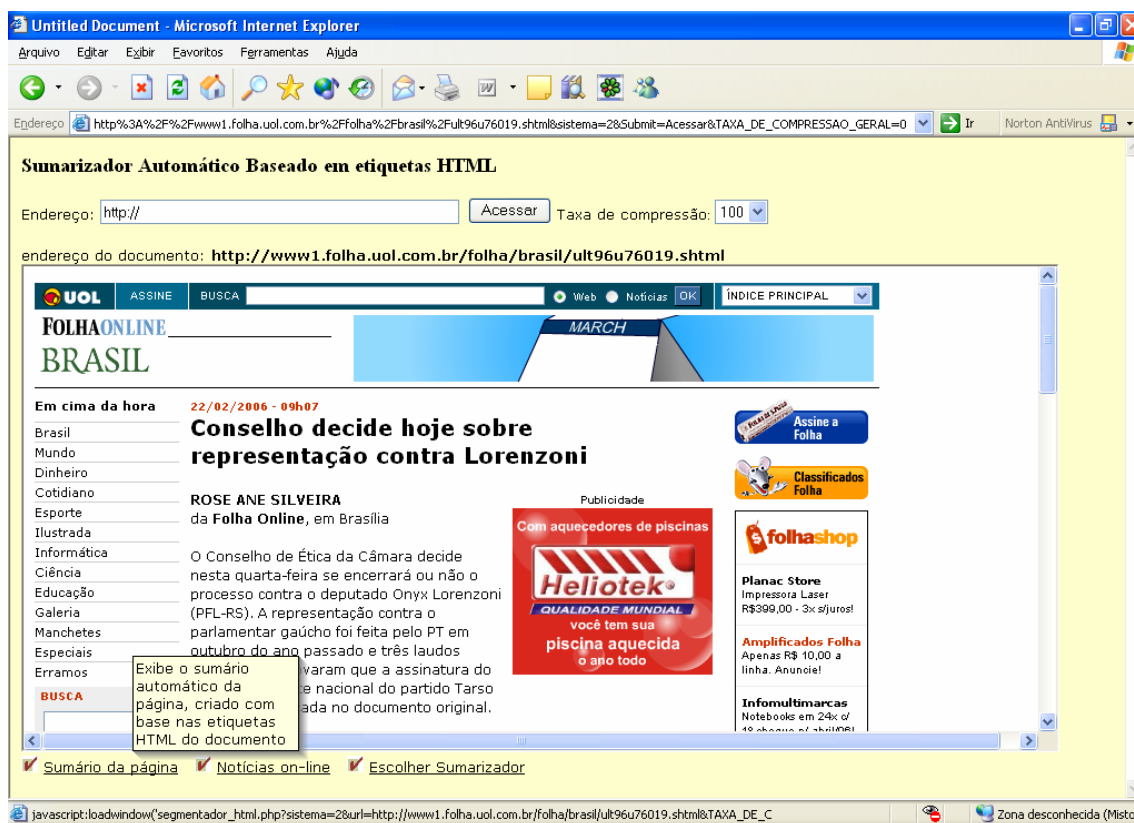 Untitled Document - Microsoft Internet Explorer
Arquivo Editar Exibir Favoritos Ferramentas Ajuda
Endereço http%3A%2F%2Fwww1.folha.uol.com.br%2Ffolha%2Fbrasil%2Fult96u76019.shtml&sistema=2&Submit=Acessar&TAXA_DE_COMPRESSAO_GERAL=0 Ir Norton AntiVirus
Sumarizador Automático Baseado em etiquetas HTML
Endereço: http:// Acessar Taxa de compressão: 100
endereço do documento: http://www1.folha.uol.com.br/folha/brasil/ult96u76019.shtml
UOL ASSINE BUSCA Web Notícias OK ÍNDICE PRINCIPAL
FOLHAONLINE
BRASIL
MARCH
Em cima da hora
Brasil
Mundo
Dinheiro
Cotidiano
Esporte
Ilustrada
Informática
Ciência
Educação
Galeria
Manchetes
Especiais
Erramos
BUSCA
22/02/2006 - 09h07
Conselho decide hoje sobre
representação contra Lorenzoni
ROSE ANE SILVEIRA
da Folha Online, em Brasília
O Conselho de Ética da Câmara decide
nesta quarta-feira se encerrará ou não o
processo contra o deputado Onyx Lorenzoni
(PFL-RS). A representação contra o
parlamentar gaúcho foi feita pelo PT em
outubro do ano passado e três laudos
varam que a assinatura do
te nacional do partido Tarso
ada no documento original.
Publicidade
Com aquecedores de piscinas
Heliotek
QUALIDADE MUNDIAL
você tem sua
piscina aquecida
o ano todo
Assine a
Folha
Classificados
Folha
folhashop
Planac Store
Impressora Laser
R$399,00 - 3x s/juros!
Amplificados Folha
Apenas R$ 10,00 a
linha. Anuncie!
Infomultimarcas
Notebooks em 24x c/
Exibe o sumário
automático da
página, criado com
base nas etiquetas
HTML do documento
Sumário da página Notícias on-line Escolher Sumarizador
javascript:loadwindow('segmentador_html.php?sistema=2&url=http://www1.folha.uol.com.br/folha/brasil/ult96u76019.shtml&TAXA_DE_C Zona desconhecida (Misto